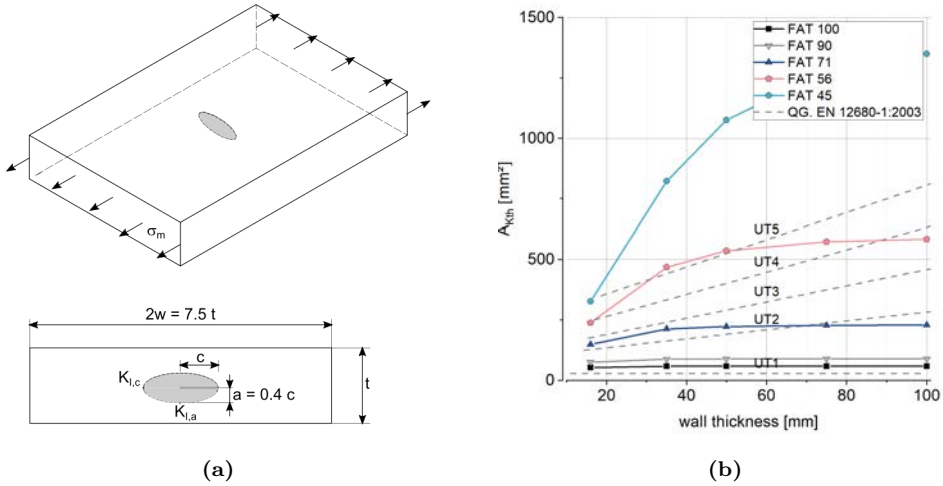 σm
2w = 7.5 t
c
KI,c
a = 0.4 c
t
KI,a
(a)
1500
1000
500
0
AKth [mm²]
FAT 100
FAT 90
FAT 71
FAT 56
FAT 45
QG. EN 12680-1:2003
UT5
UT4
UT3
UT2
UT1
20
40
60
80
100
wall thickness [mm]
(b)